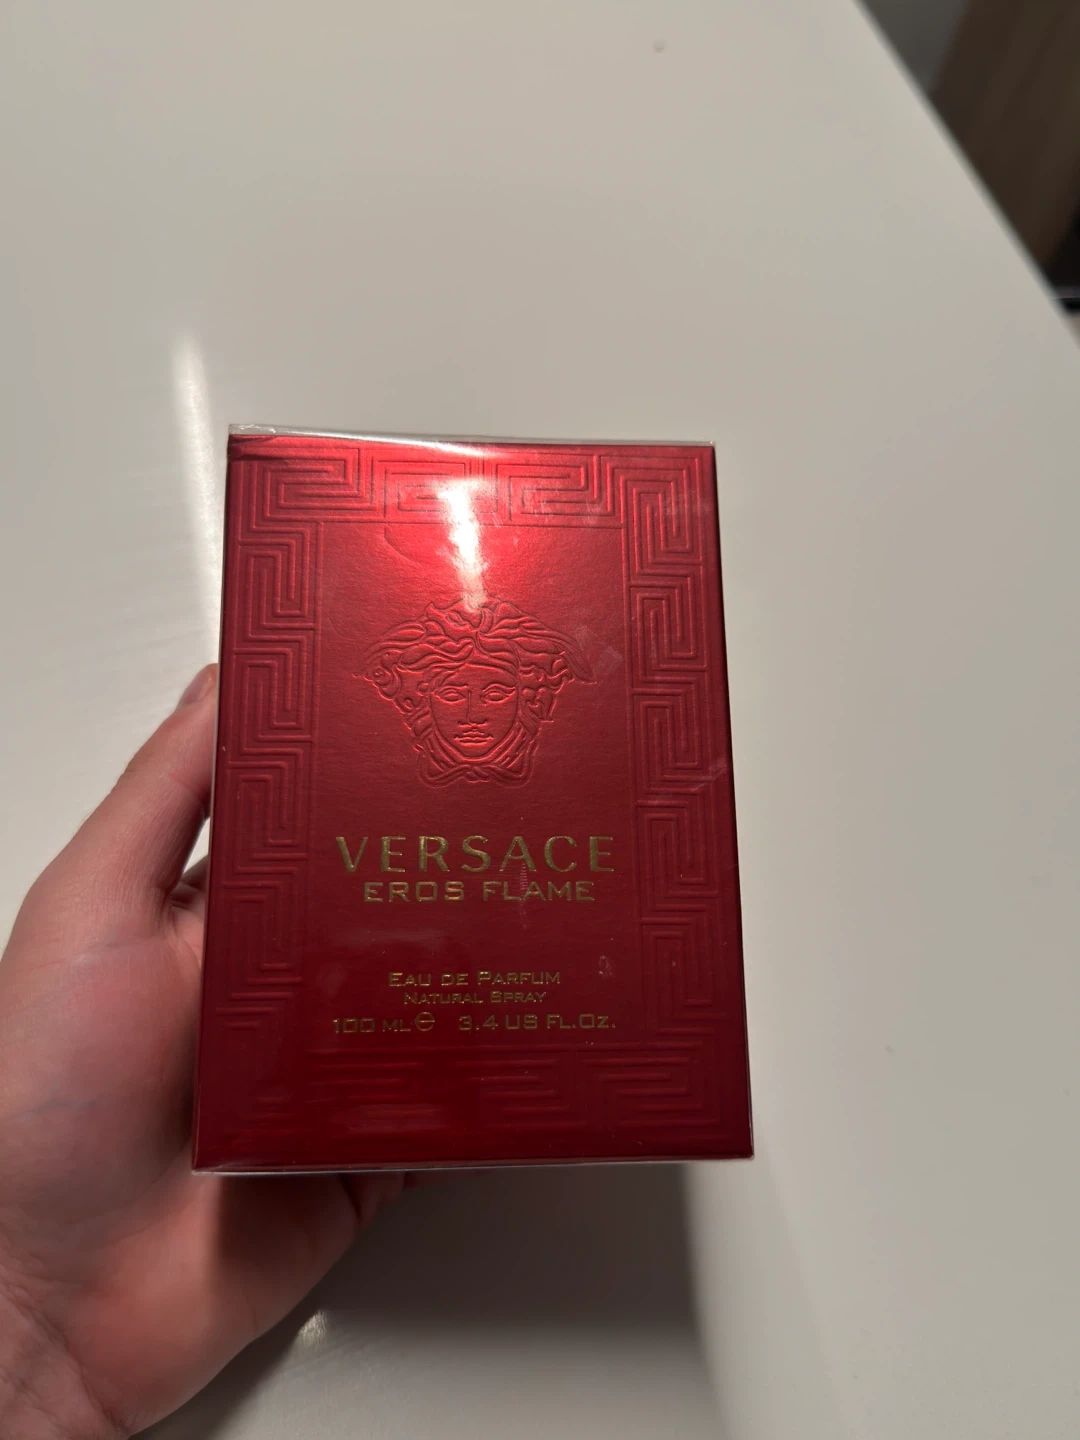 VERSACE
EROS FLAME
EAU DE PARFUM
NATURAL SPRAY
100 ML ℮ 3.4 US FL.OZ.